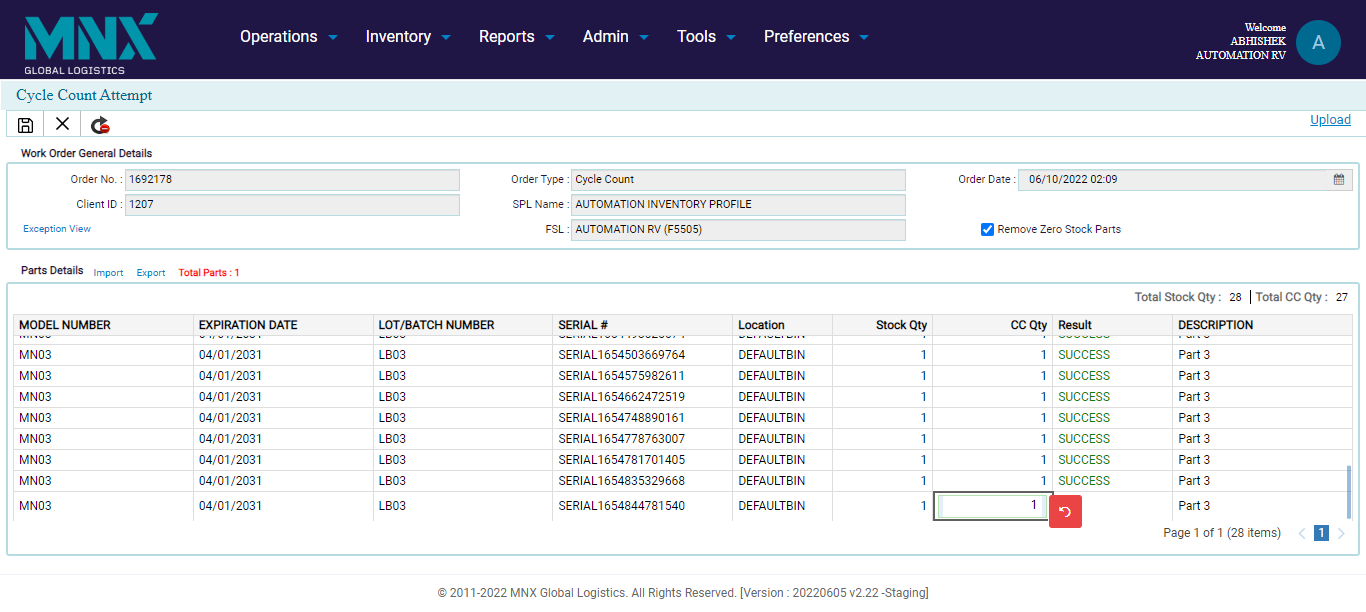 MNX
GLOBAL LOGISTICS
Operations Inventory Reports Admin Tools Preferences
Welcome
ABHISHEK
AUTOMATION RV
A
Cycle Count Attempt
Upload
Work Order General Details
Order No. : 1692178 Order Type : Cycle Count Order Date : 06/10/2022 02:09
Client ID : 1207 SPL Name : AUTOMATION INVENTORY PROFILE
Exception View FSL : AUTOMATION RV (F5505) Remove Zero Stock Parts
Parts Details Import Export Total Parts : 1
Total Stock Qty : 28 Total CC Qty : 27
MODEL NUMBER EXPIRATION DATE LOT/BATCH NUMBER SERIAL # Location Stock Qty CC Qty Result DESCRIPTION
MN03 04/01/2031 LB03 SERIAL1654503669764 DEFAULTBIN 1 1 SUCCESS Part 3
MN03 04/01/2031 LB03 SERIAL1654575982611 DEFAULTBIN 1 1 SUCCESS Part 3
MN03 04/01/2031 LB03 SERIAL1654662472519 DEFAULTBIN 1 1 SUCCESS Part 3
MN03 04/01/2031 LB03 SERIAL1654748890161 DEFAULTBIN 1 1 SUCCESS Part 3
MN03 04/01/2031 LB03 SERIAL1654778763007 DEFAULTBIN 1 1 SUCCESS Part 3
MN03 04/01/2031 LB03 SERIAL1654781701405 DEFAULTBIN 1 1 SUCCESS Part 3
MN03 04/01/2031 LB03 SERIAL1654835329668 DEFAULTBIN 1 1 SUCCESS Part 3
MN03 04/01/2031 LB03 SERIAL1654844781540 DEFAULTBIN 1 1 Part 3
Page 1 of 1 (28 items) 1
© 2011-2022 MNX Global Logistics. All Rights Reserved. [Version : 20220605 v2.22 -Staging]